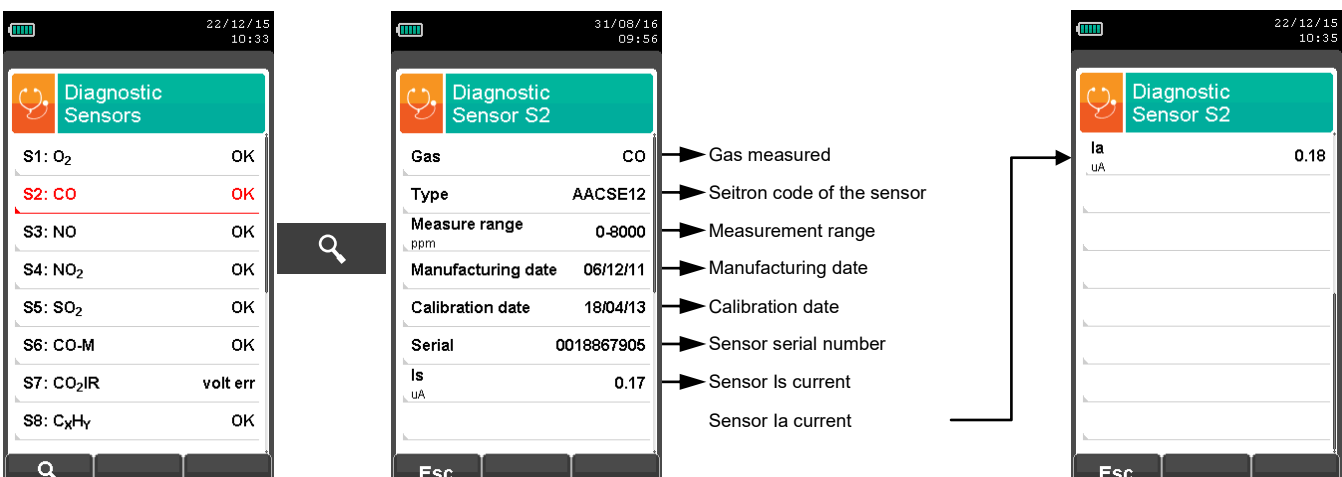 22/12/15
10:33
Diagnostic
Sensors
S1: O₂ OK
S2: CO OK
S3: NO OK
S4: NO₂ OK
S5: SO₂ OK
S6: CO-M OK
S7: CO₂IR volt err
S8: CₓHᵧ OK
31/08/16
09:56
Diagnostic
Sensor S2
Gas CO
Type AACSE12
Measure range 0-8000
ppm
Manufacturing date 06/12/11
Calibration date 18/04/13
Serial 0018867905
Is 0.17
uA
Esc
Gas measured
Seitron code of the sensor
Measurement range
Manufacturing date
Calibration date
Sensor serial number
Sensor Is current
Sensor Ia current
22/12/15
10:35
Diagnostic
Sensor S2
Ia 0.18
uA
Esc